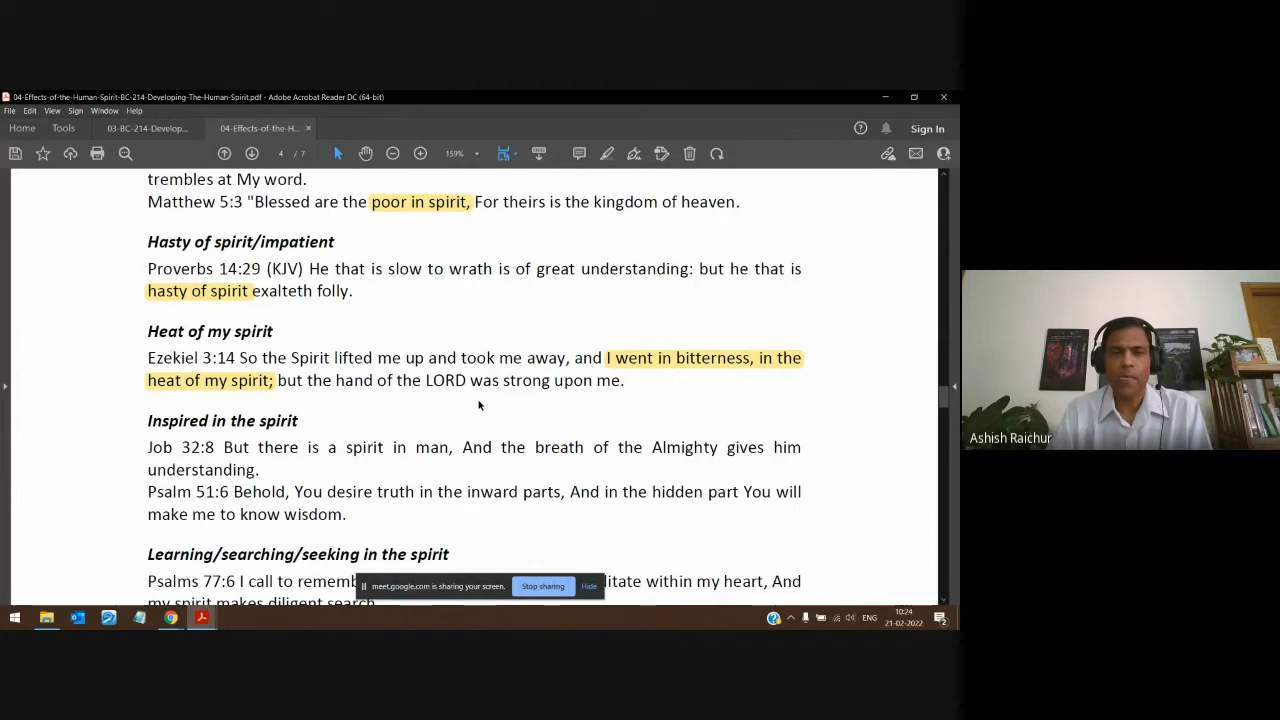 04-Effects-of-the-Human-Spirit-BC-214-Developing-The-Human-Spirit.pdf - Adobe Acrobat Reader DC (64-bit)
File Edit View Sign Window Help
Home Tools 03-BC-214-Develop... 04-Effects-of-the-H... × Sign In
4 / 7 159%
trembles at My word.
Matthew 5:3 "Blessed are the poor in spirit, For theirs is the kingdom of heaven.
Hasty of spirit/impatient
Proverbs 14:29 (KJV) He that is slow to wrath is of great understanding: but he that is
hasty of spirit exalteth folly.
Heat of my spirit
Ezekiel 3:14 So the Spirit lifted me up and took me away, and I went in bitterness, in the
heat of my spirit; but the hand of the LORD was strong upon me.
Inspired in the spirit
Job 32:8 But there is a spirit in man, And the breath of the Almighty gives him
understanding.
Psalm 51:6 Behold, You desire truth in the inward parts, And in the hidden part You will
make me to know wisdom.
Learning/searching/seeking in the spirit
Psalms 77:6 I call to rememb litate within my heart, And
my spirit makes diligent search
meet.google.com is sharing your screen. Stop sharing Hide
ENG 10:24
21-02-2022
2
Ashish Raichur